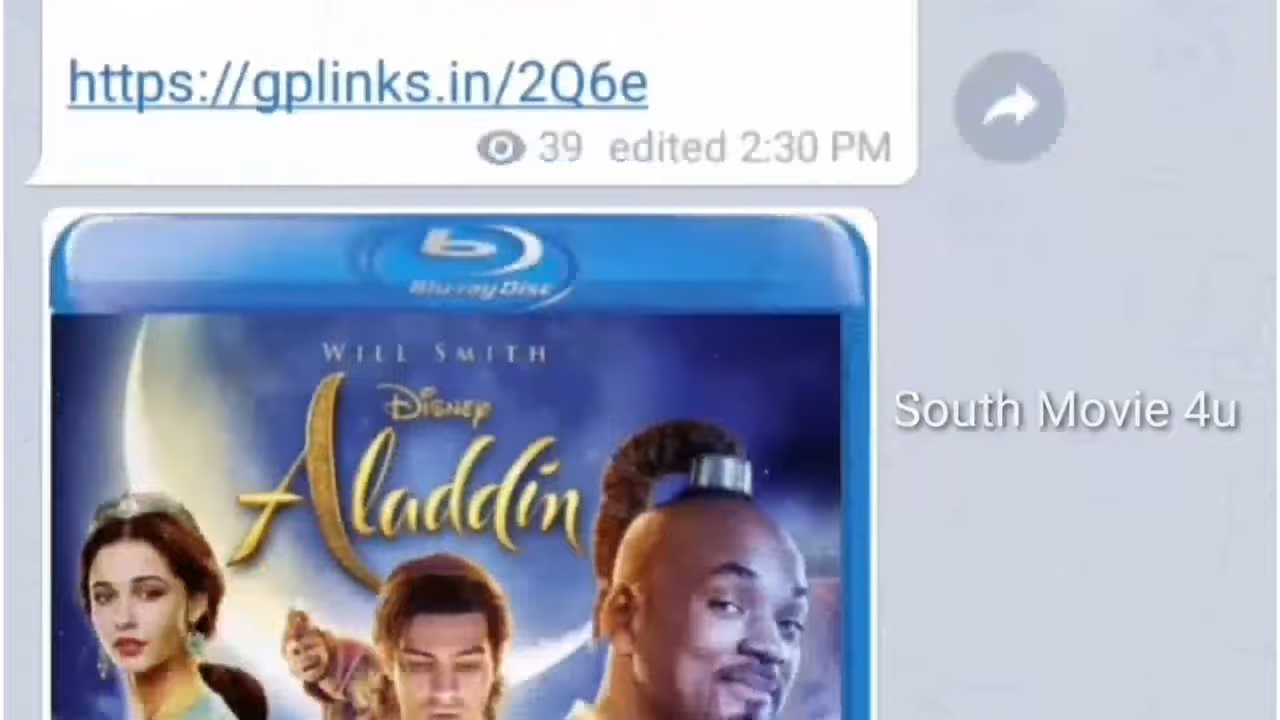 https://gplinks.in/2Q6e
39 edited 2:30 PM
Blu-ray Disc
WILL SMITH
Disney
Aladdin
South Movie 4u